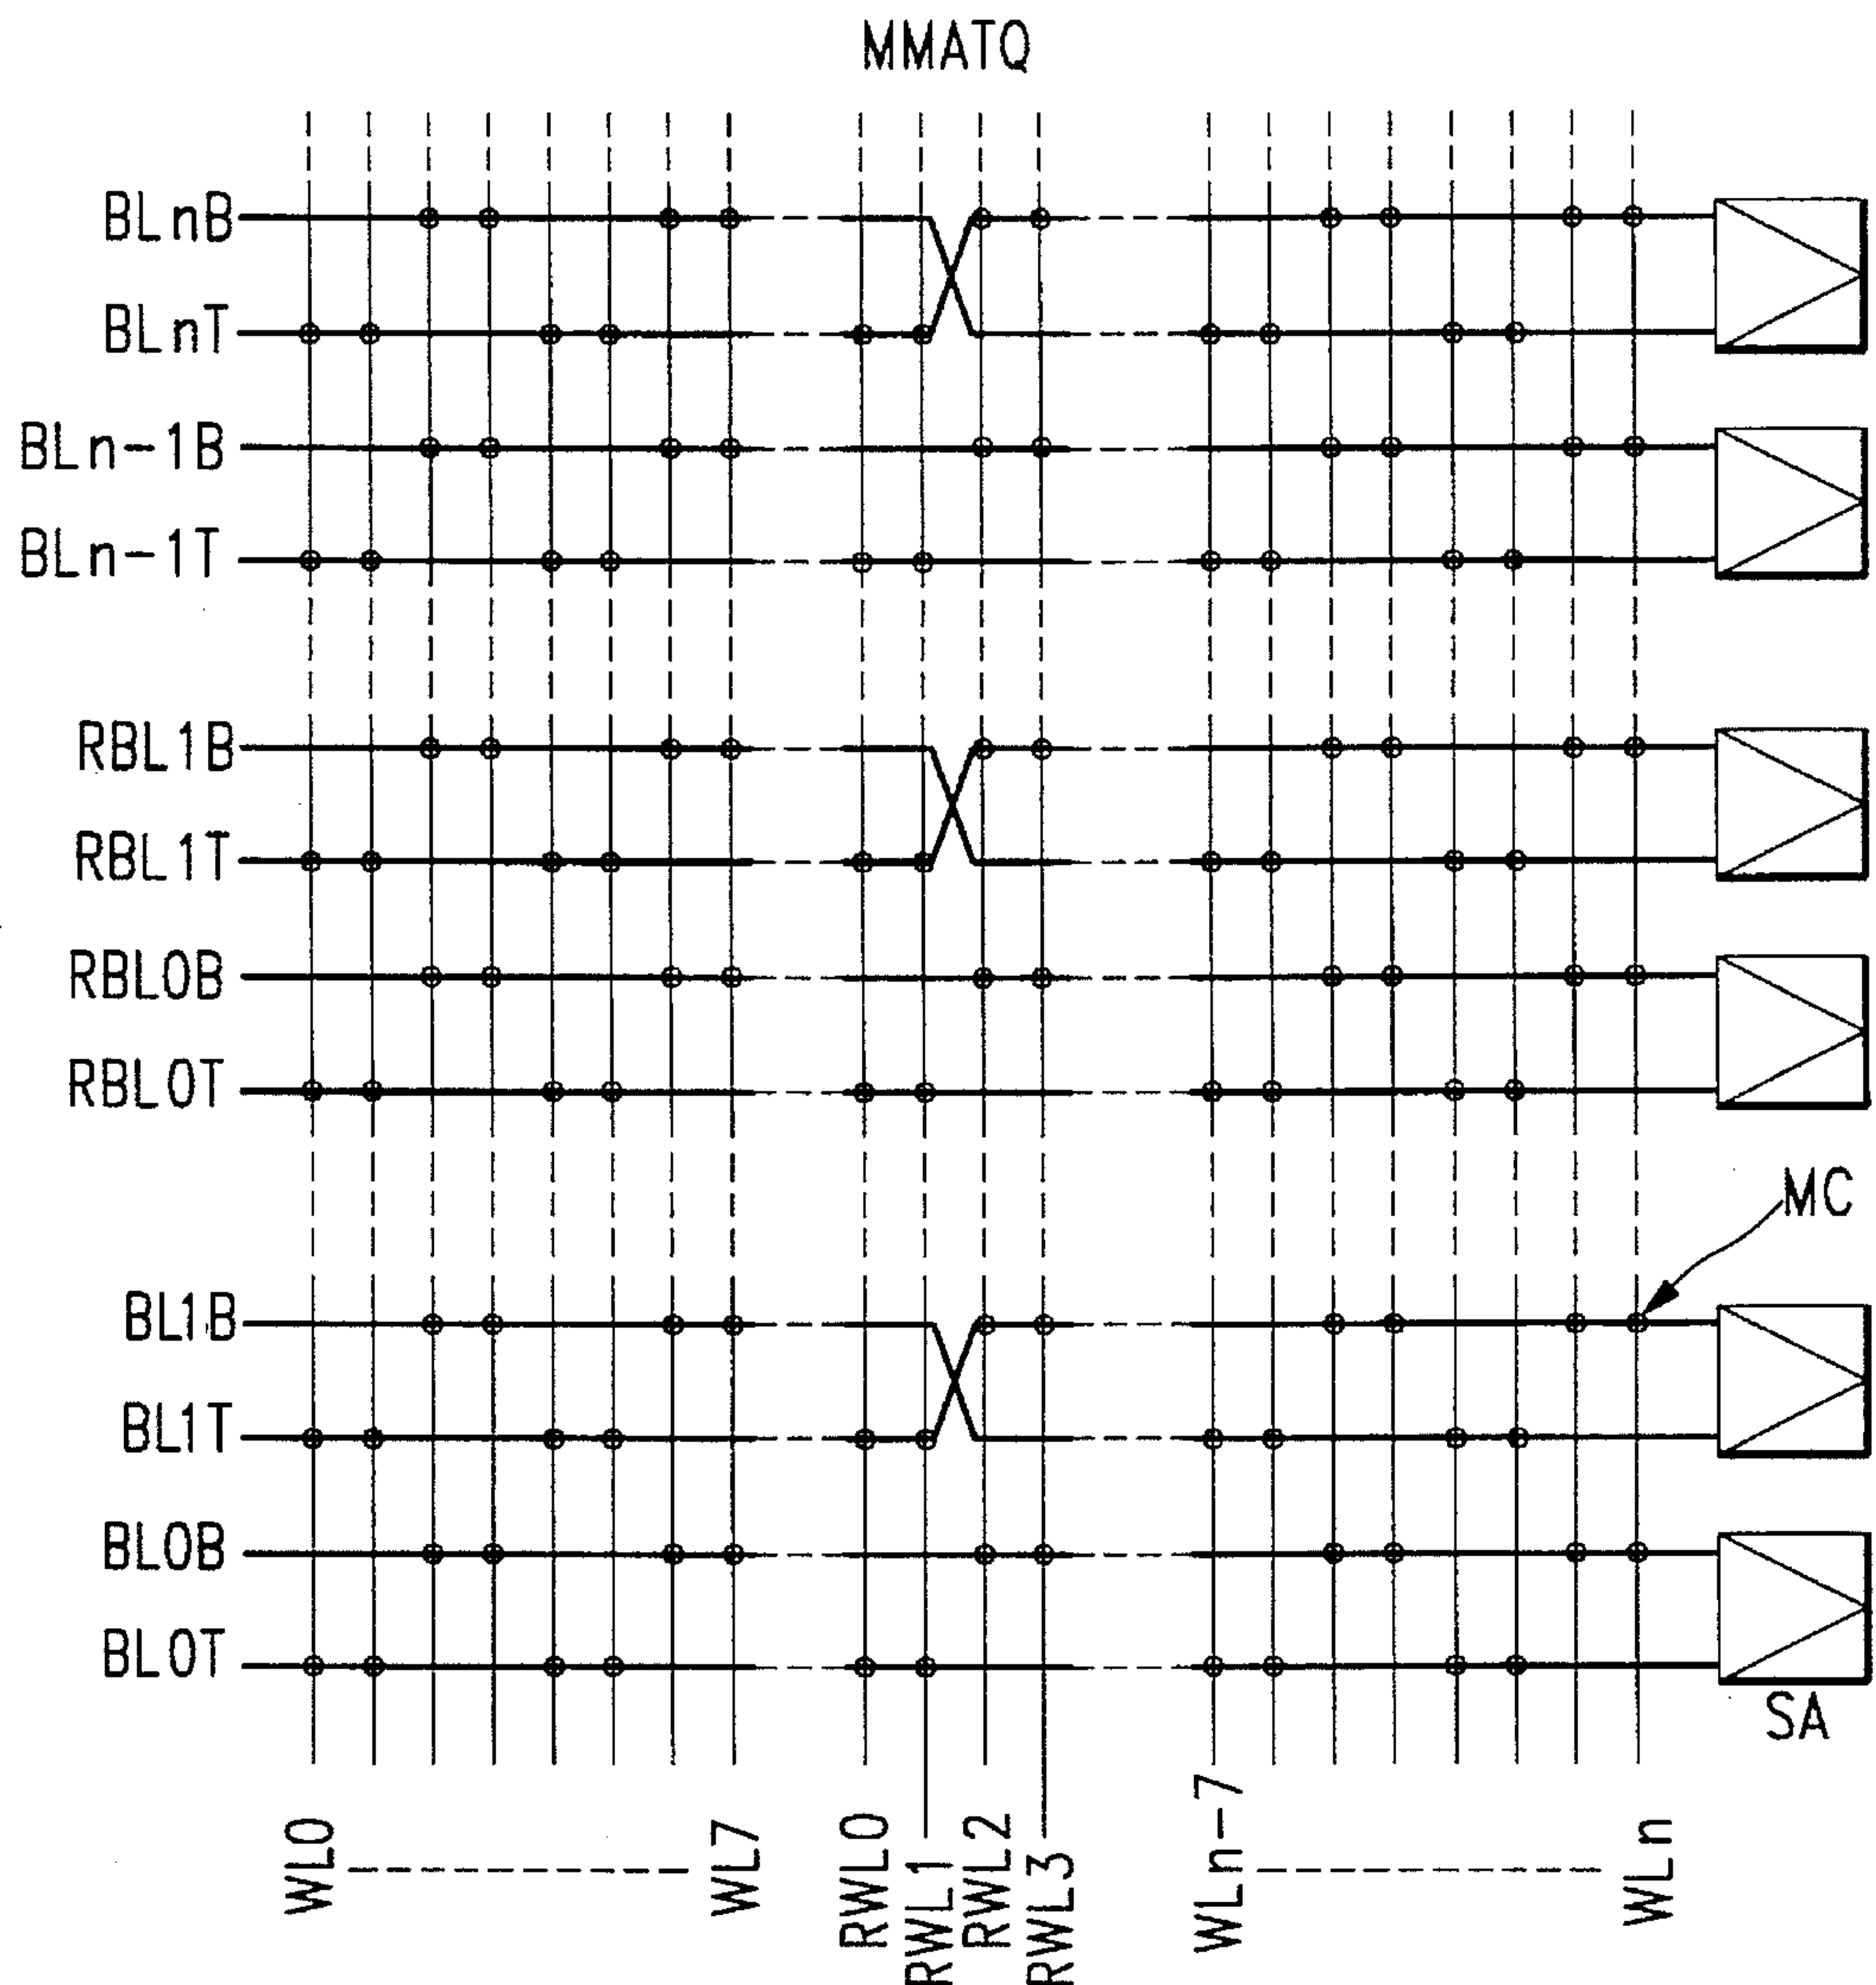 MMATQ
BLnB
BLnT
BLn-1B
BLn-1T
RBL1B
RBL1T
RBL0B
RBL0T
MC
BL1B
BL1T
BL0B
BL0T
SA
WL0
WL7
RWL0
RWL1
RWL2
RWL3
WLn-7
WLn